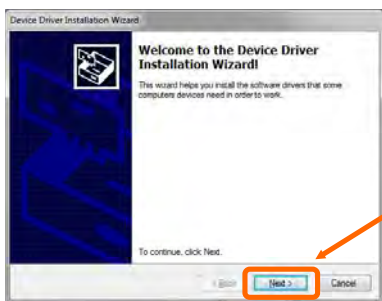 Device Driver Installation Wizard
Welcome to the Device Driver
Installation Wizard!
This wizard helps you install the software drivers that some
computers devices need in order to work.
To continue, click Next.
< Back
Next >
Cancel